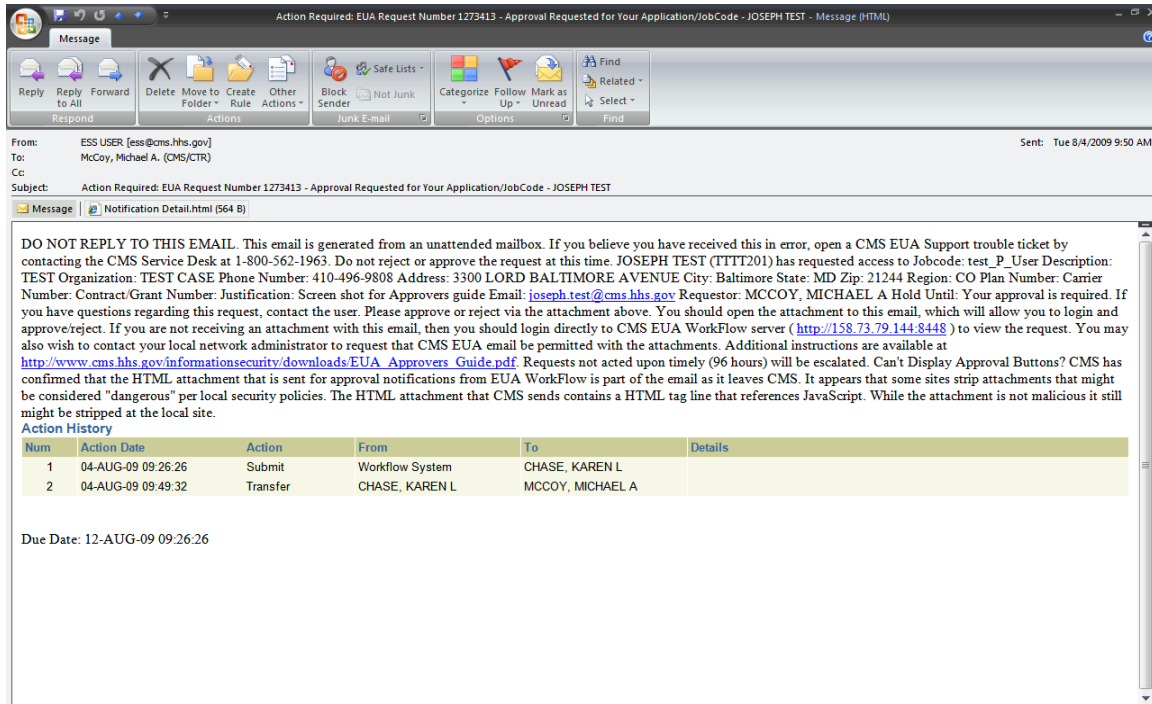 Action Required: EUA Request Number 1273413 - Approval Requested for Your Application/JobCode - JOSEPH TEST - Message (HTML)
Message
Reply
Reply to All
Forward
Delete
Move to Folder
Create Rule
Other Actions
Block Sender
Safe Lists
Not Junk
Categorize
Follow Up
Mark as Unread
Find
Related
Select
Respond
Actions
Junk E-mail
Options
Find
From: ESS USER [ess@cms.hhs.gov]
Sent: Tue 8/4/2009 9:50 AM
To: McCoy, Michael A. (CMS/CTR)
Cc:
Subject: Action Required: EUA Request Number 1273413 - Approval Requested for Your Application/JobCode - JOSEPH TEST
Message
Notification Detail.html (564 B)
DO NOT REPLY TO THIS EMAIL. This email is generated from an unattended mailbox. If you believe you have received this in error, open a CMS EUA Support trouble ticket by
contacting the CMS Service Desk at 1-800-562-1963. Do not reject or approve the request at this time. JOSEPH TEST (TTTT201) has requested access to Jobcode: test_P_User Description:
TEST Organization: TEST CASE Phone Number: 410-496-9808 Address: 3300 LORD BALTIMORE AVENUE City: Baltimore State: MD Zip: 21244 Region: CO Plan Number: Carrier
Number: Contract/Grant Number: Justification: Screen shot for Approvers guide Email: joseph.test@cms.hhs.gov Requestor: MCCOY, MICHAEL A Hold Until: Your approval is required. If
you have questions regarding this request, contact the user. Please approve or reject via the attachment above. You should open the attachment to this email, which will allow you to login and
approve/reject. If you are not receiving an attachment with this email, then you should login directly to CMS EUA WorkFlow server ( http://158.73.79.144:8448 ) to view the request. You may
also wish to contact your local network administrator to request that CMS EUA email be permitted with the attachments. Additional instructions are available at
http://www.cms.hhs.gov/informationsecurity/downloads/EUA_Approvers_Guide.pdf. Requests not acted upon timely (96 hours) will be escalated. Can't Display Approval Buttons? CMS has
confirmed that the HTML attachment that is sent for approval notifications from EUA WorkFlow is part of the email as it leaves CMS. It appears that some sites strip attachments that might
be considered "dangerous" per local security policies. The HTML attachment that CMS sends contains a HTML tag line that references JavaScript. While the attachment is not malicious it still
might be stripped at the local site.
Action History
Num Action Date Action From To Details
1 04-AUG-09 09:26:26 Submit Workflow System CHASE, KAREN L
2 04-AUG-09 09:49:32 Transfer CHASE, KAREN L MCCOY, MICHAEL A
Due Date: 12-AUG-09 09:26:26